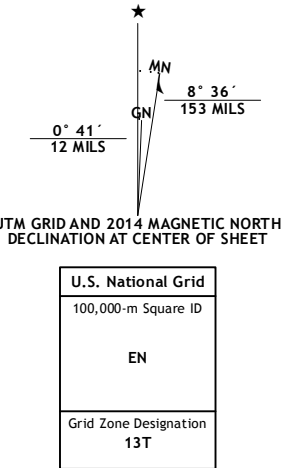 MN
8° 36´
153 MILS
GN
0° 41´
12 MILS
UTM GRID AND 2014 MAGNETIC NORTH
DECLINATION AT CENTER OF SHEET
U.S. National Grid
100,000-m Square ID
EN
Grid Zone Designation
13T